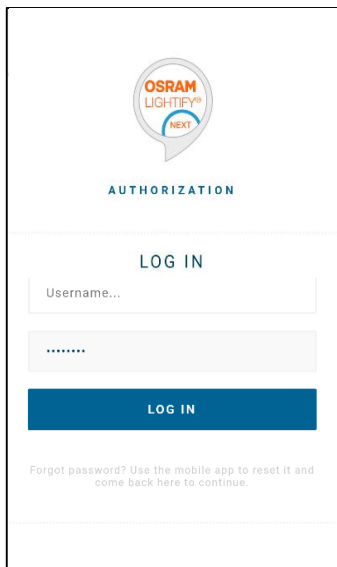 OSRAM
LIGHTIFY®
NEXT
AUTHORIZATION
LOG IN
Username...
••••••••
LOG IN
Forgot password? Use the mobile app to reset it and
come back here to continue.